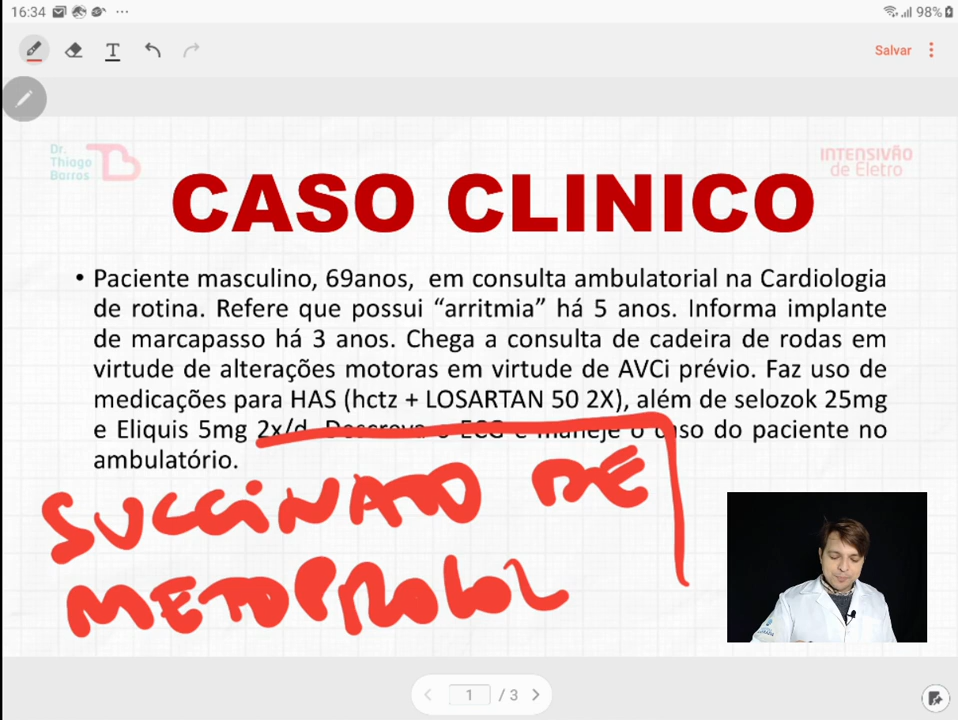 16:34
98%
T
Salvar
Dr.
Thiago
Barros
TB
INTENSIVÃO
de Eletro
CASO CLINICO
• Paciente masculino, 69anos, em consulta ambulatorial na Cardiologia
de rotina. Refere que possui “arritmia” há 5 anos. Informa implante
de marcapasso há 3 anos. Chega a consulta de cadeira de rodas em
virtude de alterações motoras em virtude de AVCi prévio. Faz uso de
medicações para HAS (hctz + LOSARTAN 50 2X), além de selozok 25mg
e Eliquis 5mg 2x/d. Descreva o ECG e maneje o caso do paciente no
ambulatório.
SUCCINATO DE
METOPROLOL
1 / 3